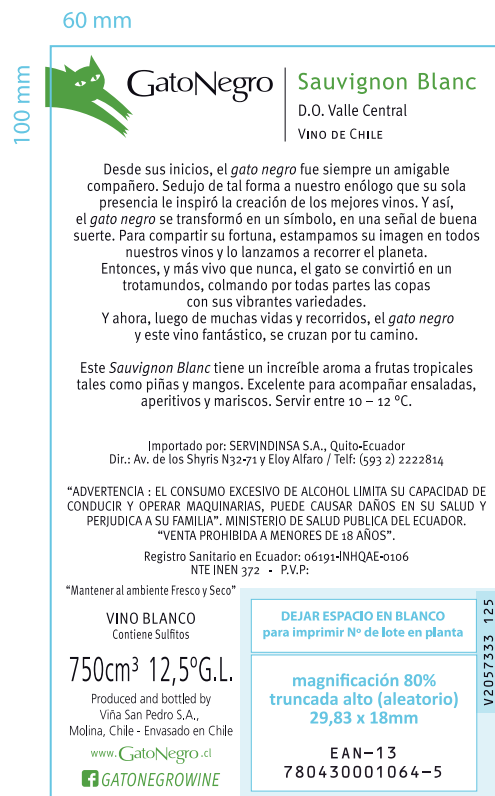 60 mm
100 mm
GatoNegro
Sauvignon Blanc
D.O. Valle Central
VINO DE CHILE
Desde sus inicios, el gato negro fue siempre un amigable
compañero. Sedujo de tal forma a nuestro enólogo que su sola
presencia le inspiró la creación de los mejores vinos. Y así,
el gato negro se transformó en un símbolo, en una señal de buena
suerte. Para compartir su fortuna, estampamos su imagen en todos
nuestros vinos y lo lanzamos a recorrer el planeta.
Entonces, y más vivo que nunca, el gato se convirtió en un
trotamundos, colmando por todas partes las copas
con sus vibrantes variedades.
Y ahora, luego de muchas vidas y recorridos, el gato negro
y este vino fantástico, se cruzan por tu camino.
Este Sauvignon Blanc tiene un increíble aroma a frutas tropicales
tales como piñas y mangos. Excelente para acompañar ensaladas,
aperitivos y mariscos. Servir entre 10 – 12 ºC.
Importado por: SERVINDINSA S.A., Quito-Ecuador
Dir.: Av. de los Shyris N32-71 y Eloy Alfaro / Telf: (593 2) 2222814
“ADVERTENCIA : EL CONSUMO EXCESIVO DE ALCOHOL LIMITA SU CAPACIDAD DE
CONDUCIR Y OPERAR MAQUINARIAS, PUEDE CAUSAR DAÑOS EN SU SALUD Y
PERJUDICA A SU FAMILIA”. MINISTERIO DE SALUD PUBLICA DEL ECUADOR.
“VENTA PROHIBIDA A MENORES DE 18 AÑOS”.
Registro Sanitario en Ecuador: 06191-INHQAE-0106
NTE INEN 372 - P.V.P:
“Mantener al ambiente Fresco y Seco”
VINO BLANCO
Contiene Sulfitos
750cm³ 12,5ºG.L.
Produced and bottled by
Viña San Pedro S.A.,
Molina, Chile - Envasado en Chile
www.GatoNegro.cl
f GATONEGROWINE
DEJAR ESPACIO EN BLANCO
para imprimir Nº de lote en planta
magnificación 80%
truncada alto (aleatorio)
29,83 x 18mm
EAN-13
780430001064-5
V2057333 125